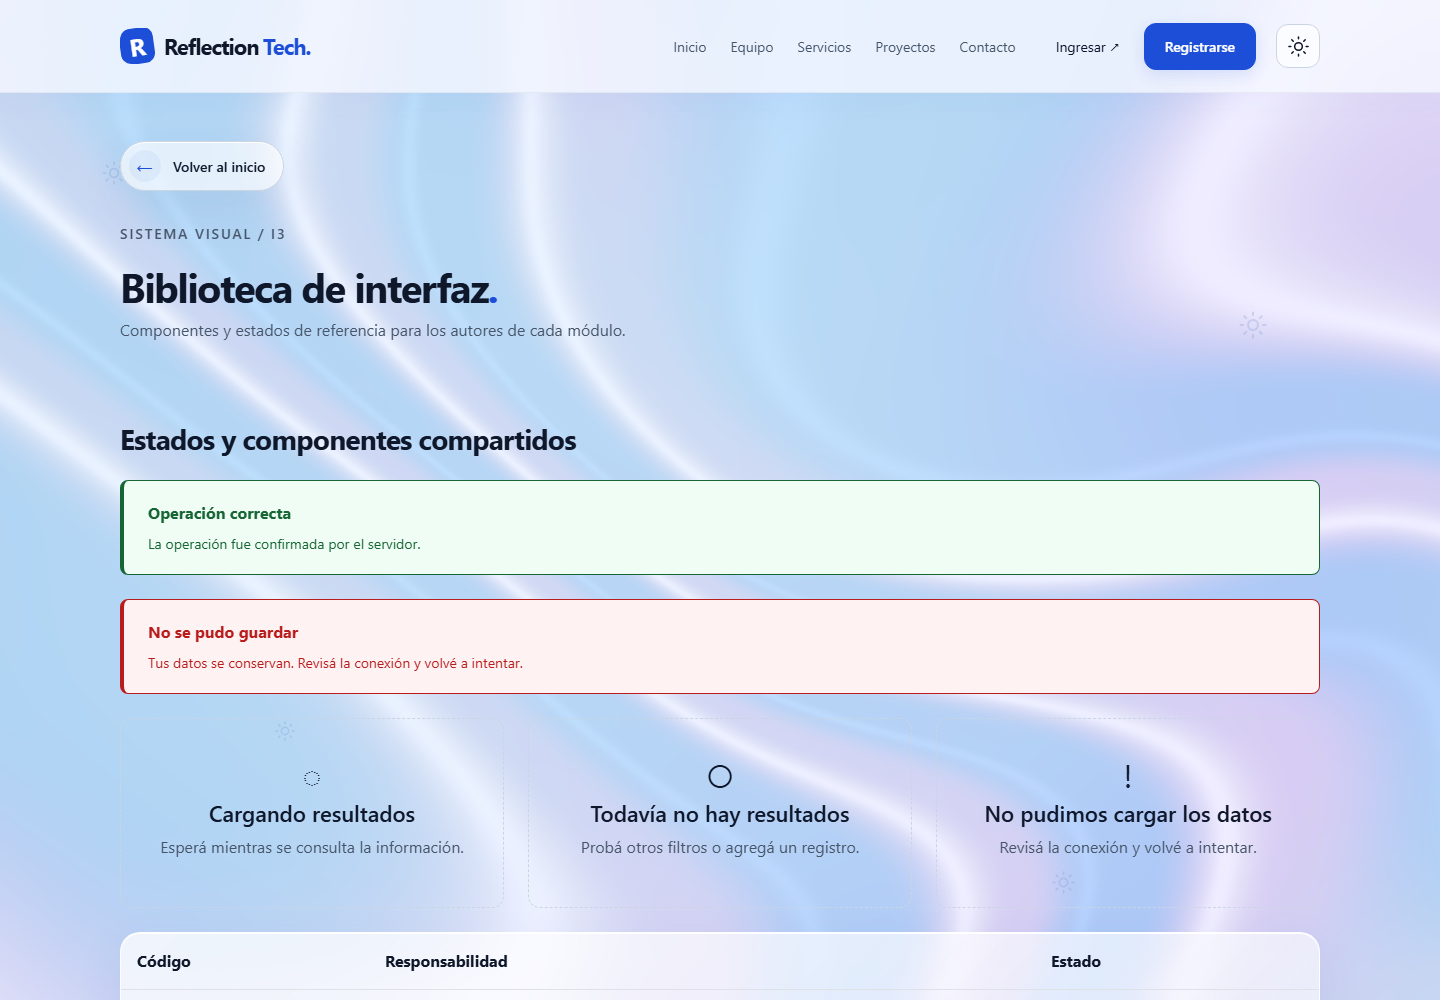 R Reflection Tech.
Inicio Equipo Servicios Proyectos Contacto Ingresar ↗ Registrarse
← Volver al inicio
SISTEMA VISUAL / I3
Biblioteca de interfaz.
Componentes y estados de referencia para los autores de cada módulo.
Estados y componentes compartidos
Operación correcta
La operación fue confirmada por el servidor.
No se pudo guardar
Tus datos se conservan. Revisá la conexión y volvé a intentar.
Cargando resultados
Esperá mientras se consulta la información.
Todavía no hay resultados
Probá otros filtros o agregá un registro.
!
No pudimos cargar los datos
Revisá la conexión y volvé a intentar.
Código Responsabilidad Estado